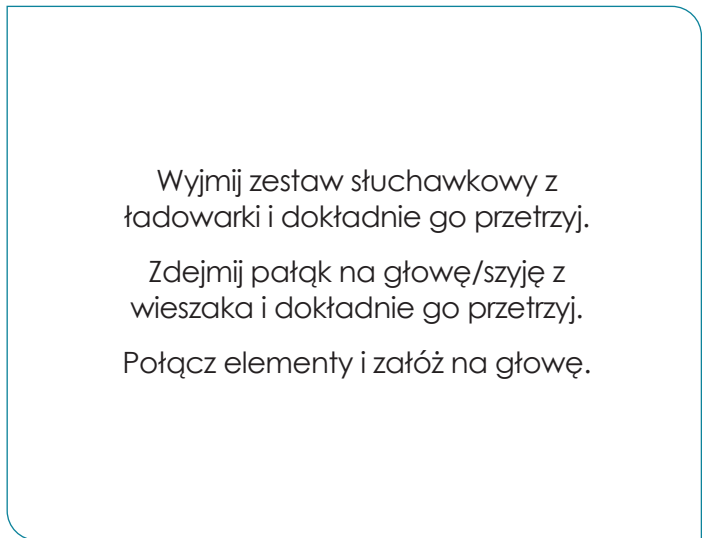 Wyjmij zestaw słuchawkowy z
ładowarki i dokładnie go przetrzyj.
Zdejmij pałąk na głowę/szyję z
wieszaka i dokładnie go przetrzyj.
Połącz elementy i załóż na głowę.